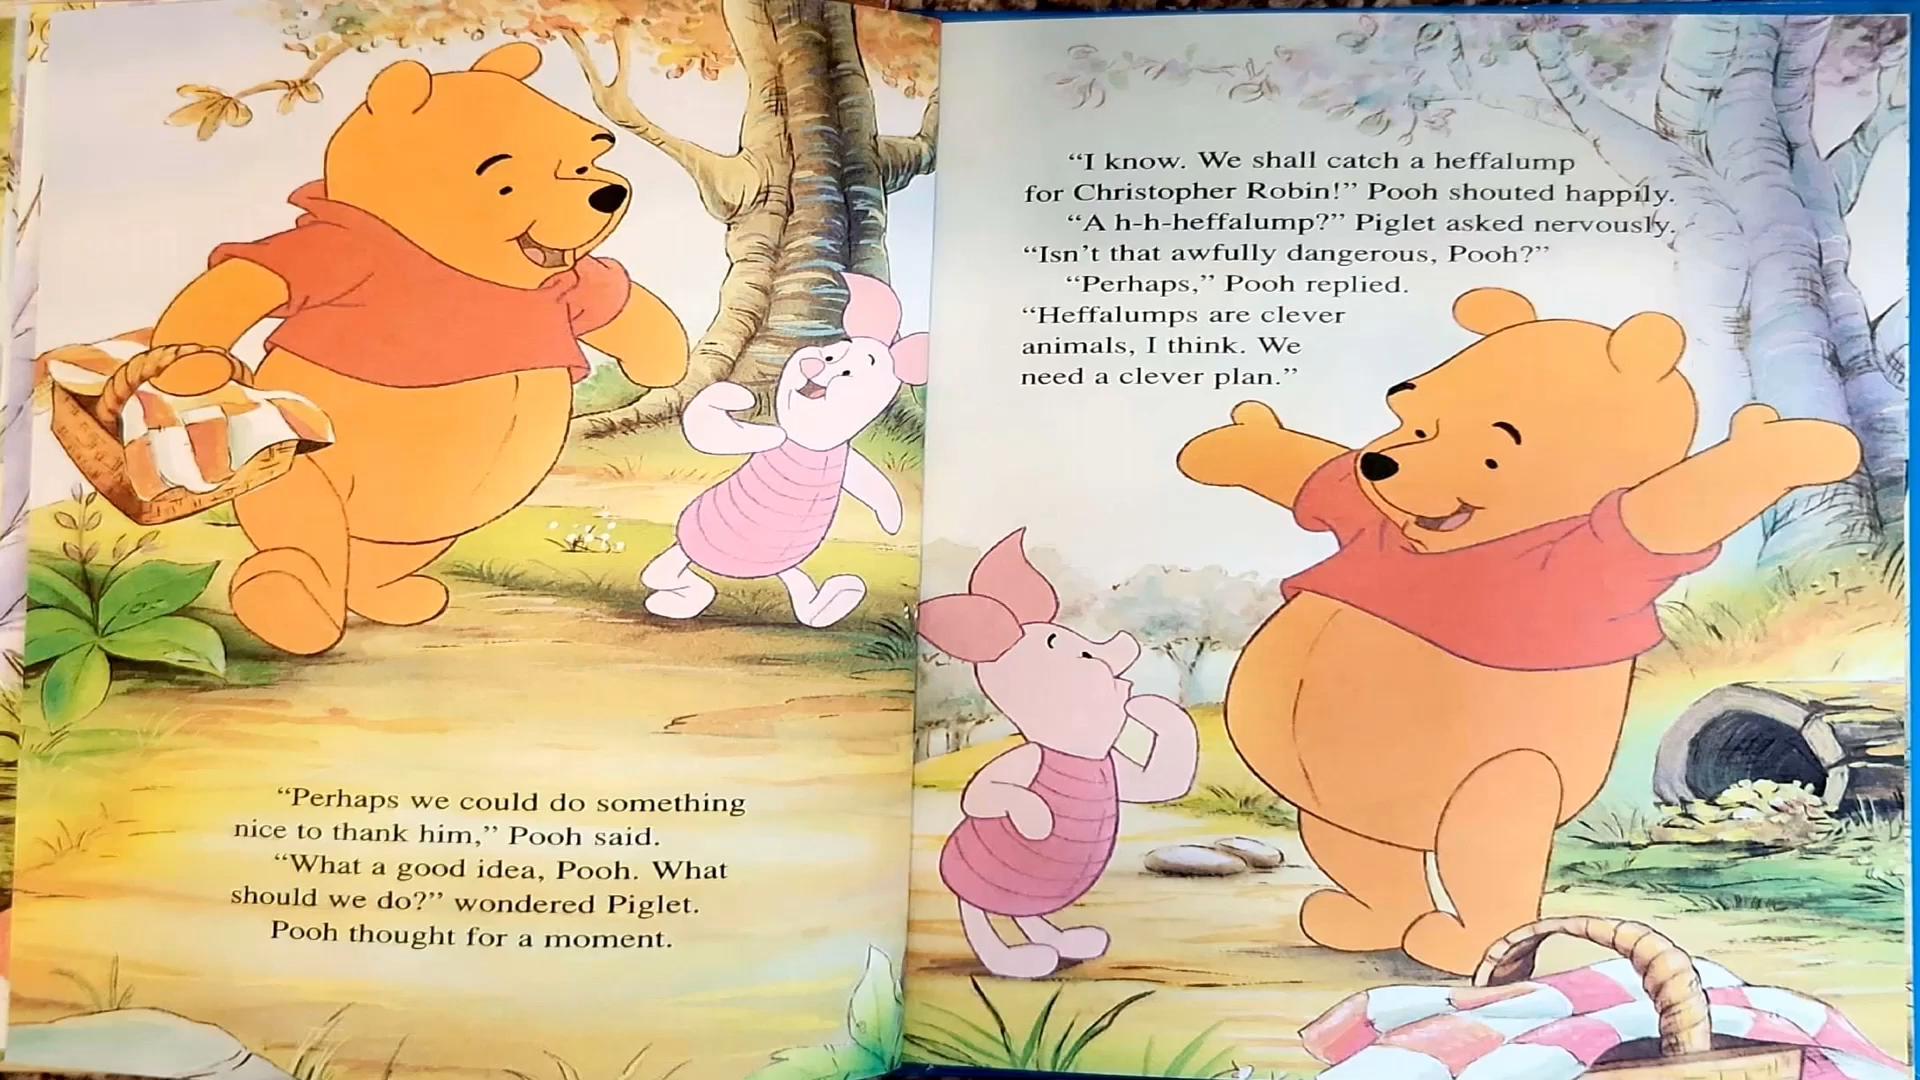 “Perhaps we could do something
nice to thank him,” Pooh said.
“What a good idea, Pooh. What
should we do?” wondered Piglet.
Pooh thought for a moment.
“I know. We shall catch a heffalump
for Christopher Robin!” Pooh shouted happily.
“A h-h-heffalump?” Piglet asked nervously.
“Isn’t that awfully dangerous, Pooh?”
“Perhaps,” Pooh replied.
“Heffalumps are clever
animals, I think. We
need a clever plan.”